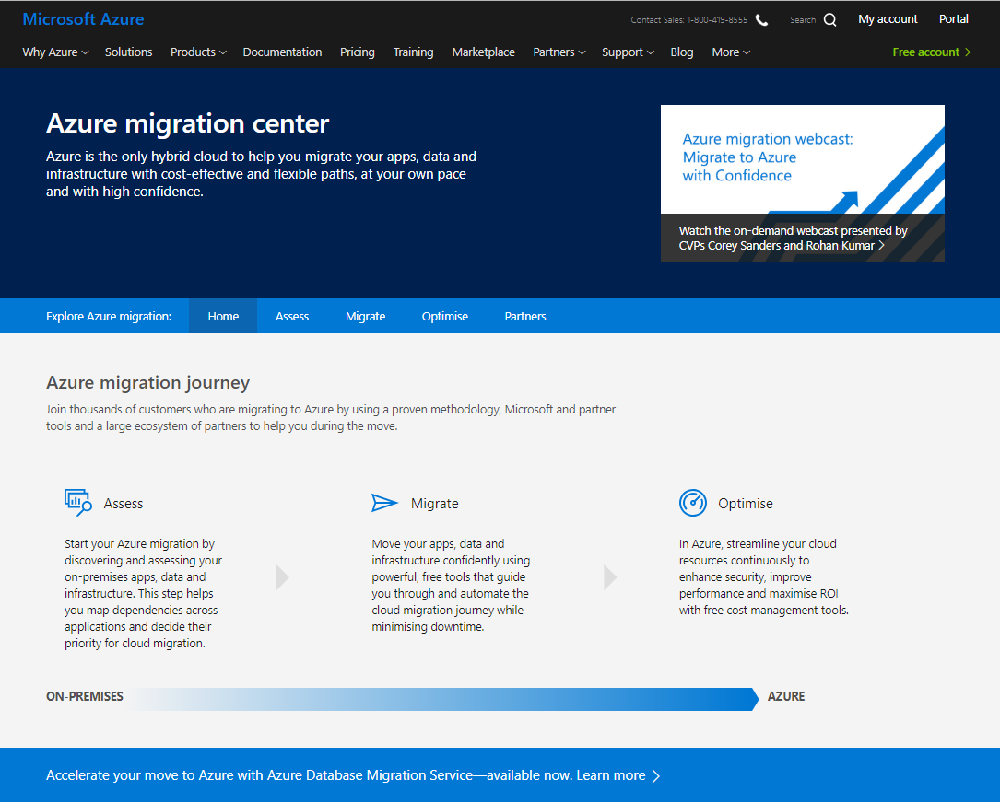 Microsoft Azure
Contact Sales: 1-800-419-8555
Search
My account
Portal
Why Azure
Solutions
Products
Documentation
Pricing
Training
Marketplace
Partners
Support
Blog
More
Free account
Azure migration center
Azure is the only hybrid cloud to help you migrate your apps, data and
infrastructure with cost-effective and flexible paths, at your own pace
and with high confidence.
Azure migration webcast:
Migrate to Azure
with Confidence
Watch the on-demand webcast presented by
CVPs Corey Sanders and Rohan Kumar
Explore Azure migration:
Home
Assess
Migrate
Optimise
Partners
Azure migration journey
Join thousands of customers who are migrating to Azure by using a proven methodology, Microsoft and partner
tools and a large ecosystem of partners to help you during the move.
Assess
Start your Azure migration by
discovering and assessing your
on-premises apps, data and
infrastructure. This step helps
you map dependencies across
applications and decide their
priority for cloud migration.
Migrate
Move your apps, data and
infrastructure confidently using
powerful, free tools that guide
you through and automate the
cloud migration journey while
minimising downtime.
Optimise
In Azure, streamline your cloud
resources continuously to
enhance security, improve
performance and maximise ROI
with free cost management tools.
ON-PREMISES
AZURE
Accelerate your move to Azure with Azure Database Migration Service—available now. Learn more